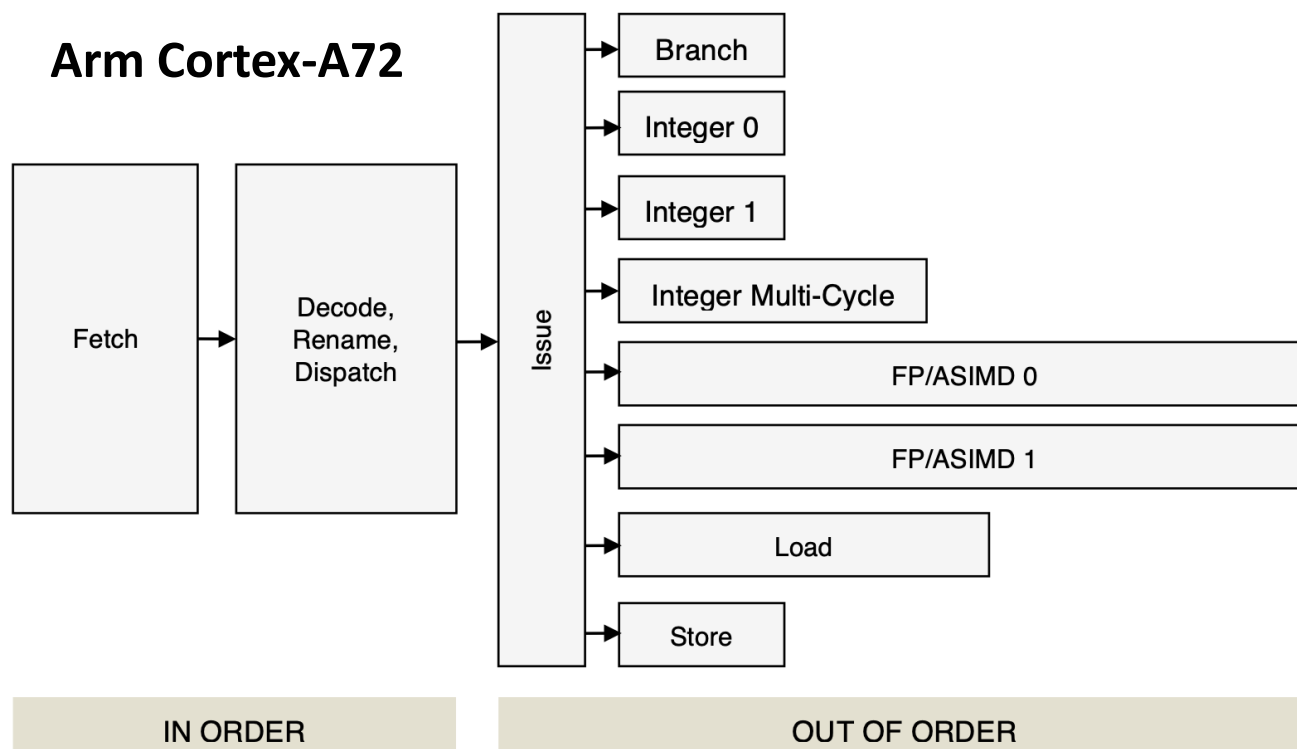 Arm Cortex-A72
Fetch
Decode,
Rename,
Dispatch
Issue
Branch
Integer 0
Integer 1
Integer Multi-Cycle
FP/ASIMD 0
FP/ASIMD 1
Load
Store
IN ORDER
OUT OF ORDER